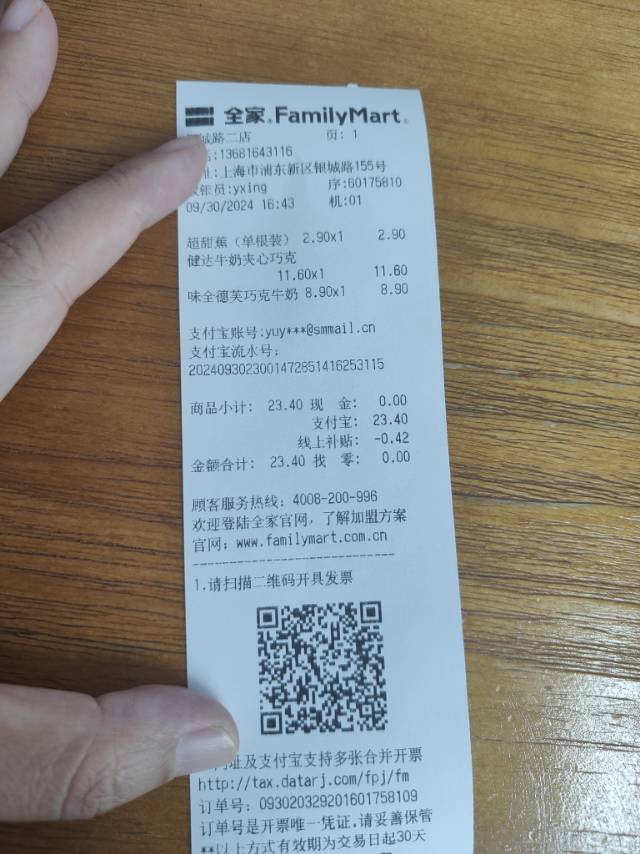 全家 FamilyMart
城路二店 页: 1
:13681643116
址:上海市浦东新区银城路155号
银员:yxing 序:60175810
09/30/2024 16:43 机:01
超甜蕉（单根装） 2.90x1 2.90
健达牛奶夹心巧克
11.60x1 11.60
味全德芙巧克牛奶 8.90x1 8.90
支付宝账号:yuy***@smmail.cn
支付宝流水号:
2024093023001472851416253115
商品小计: 23.40 现 金: 0.00
支付宝: 23.40
线上补贴: -0.42
金额合计: 23.40 找 零: 0.00
顾客服务热线: 4008-200-996
欢迎登陆全家官网，了解加盟方案
官网: www.familymart.com.cn
1.请扫描二维码开具发票
址及支付宝支持多张合并开票
http://tax.datarj.com/fpj/fm
订单号: 093020329201601758109
订单号是开票唯一凭证,请妥善保管
**以上方式有效期为交易日起30天